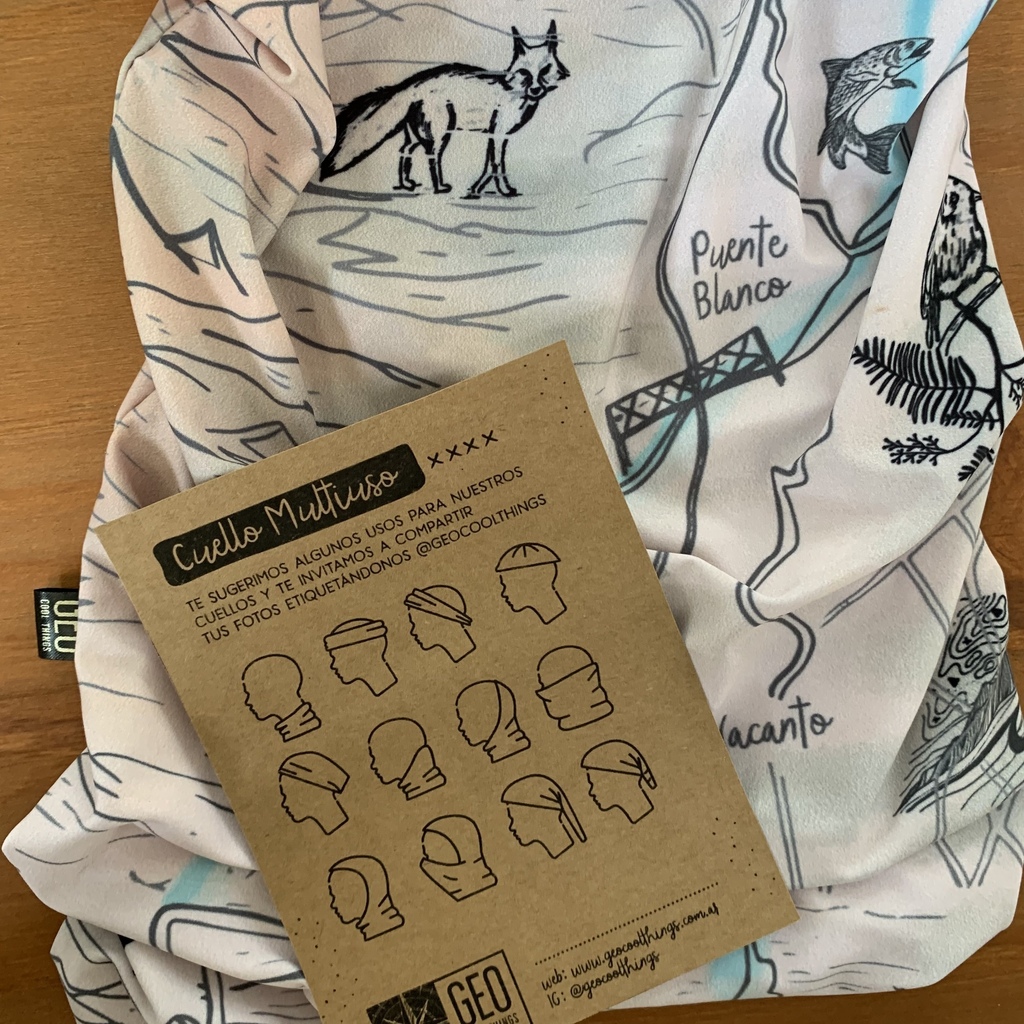 Puente
Blanco
Cuello Multiuso xxxx
TE SUGERIMOS ALGUNOS USOS PARA NUESTROS
CUELLOS Y TE INVITAMOS A COMPARTIR
TUS FOTOS ETIQUETÁNDONOS @GEOCOOLTHINGS
GEO
COOL THINGS
web: www.geocoolthings.com.ar
IG: @geocoolthings
GEO